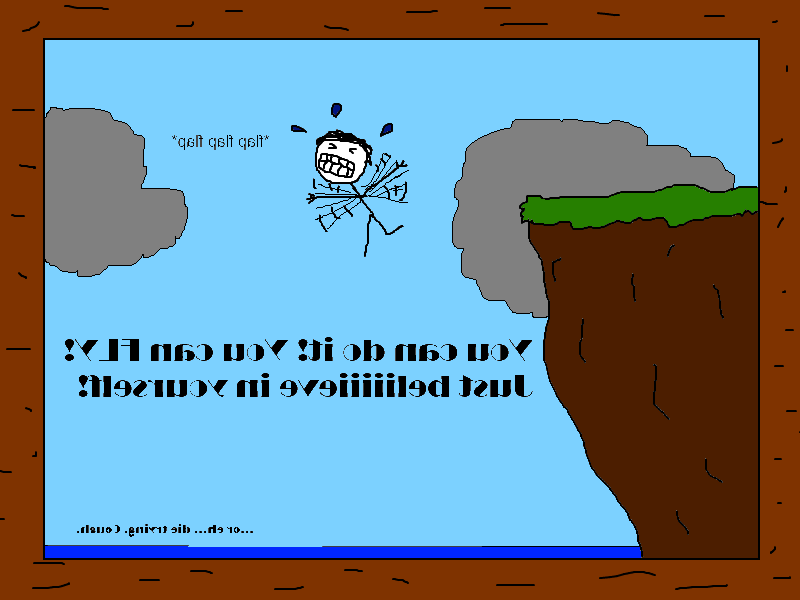 *flap flap flap*
You can do it! You can FLY!
Just beliiiiieve in yourself!
...or eh... die trying. Cough.